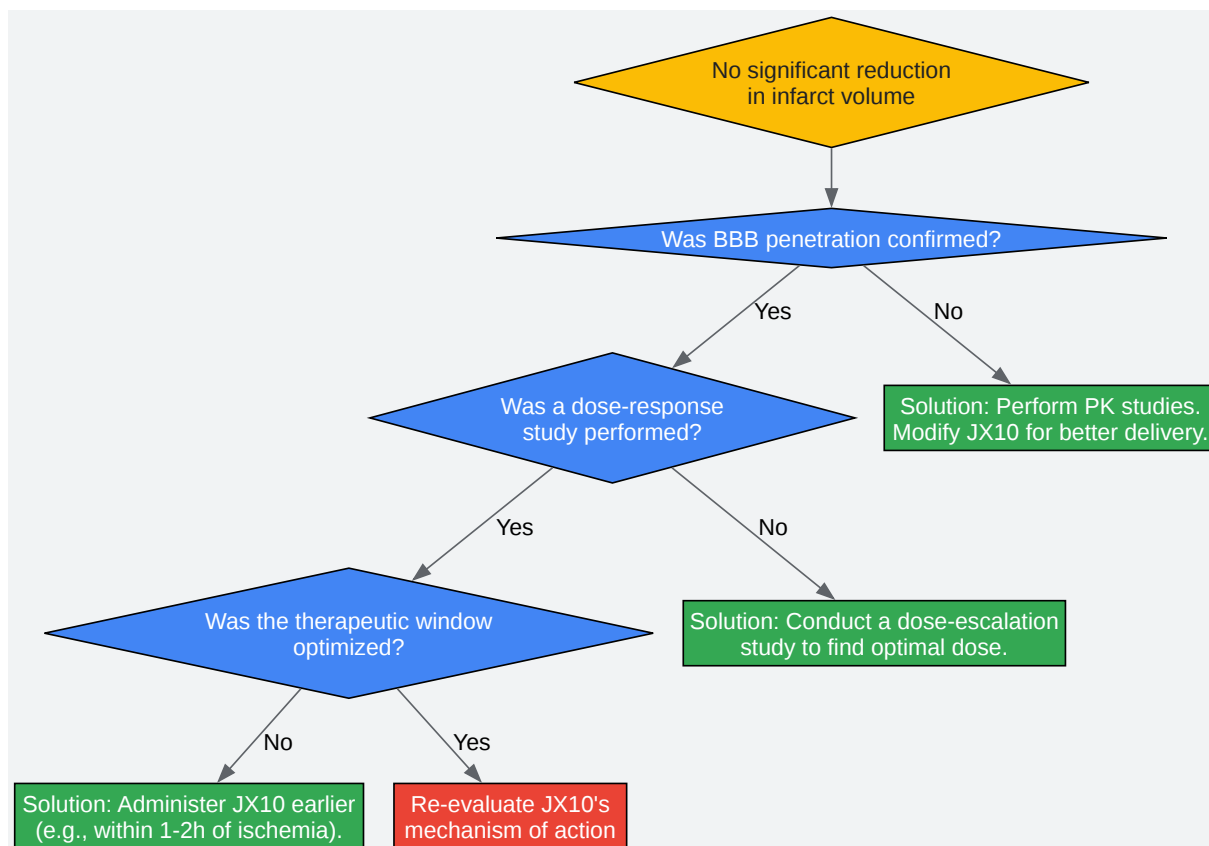 No significant reduction
in infarct volume
Was BBB penetration confirmed?
Yes
No
Was a dose-response
study performed?
Solution: Perform PK studies.
Modify JX10 for better delivery.
Yes
No
Was the therapeutic window
optimized?
Solution: Conduct a dose-escalation
study to find optimal dose.
No
Yes
Solution: Administer JX10 earlier
(e.g., within 1-2h of ischemia).
Re-evaluate JX10's
mechanism of action